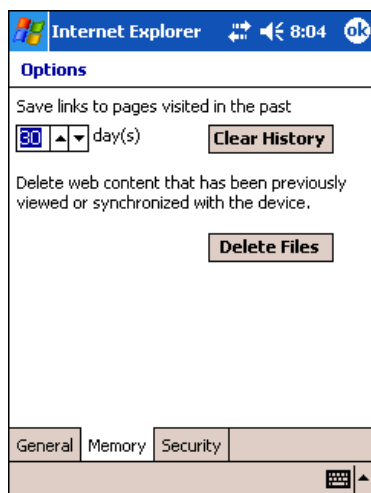 Internet Explorer 8:04 ok
Options
Save links to pages visited in the past
30 day(s) Clear History
Delete web content that has been previously
viewed or synchronized with the device.
Delete Files
General Memory Security